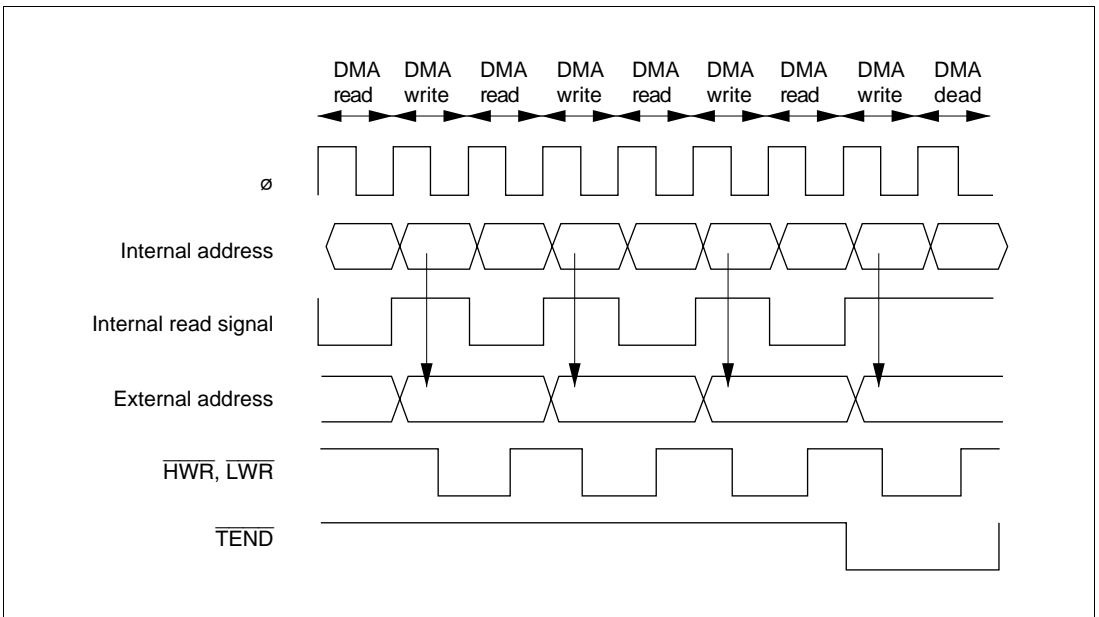 DMA DMA DMA DMA DMA DMA DMA DMA DMA
read write read write read write read write dead
ø
Internal address
Internal read signal
External address
HWR, LWR
TEND